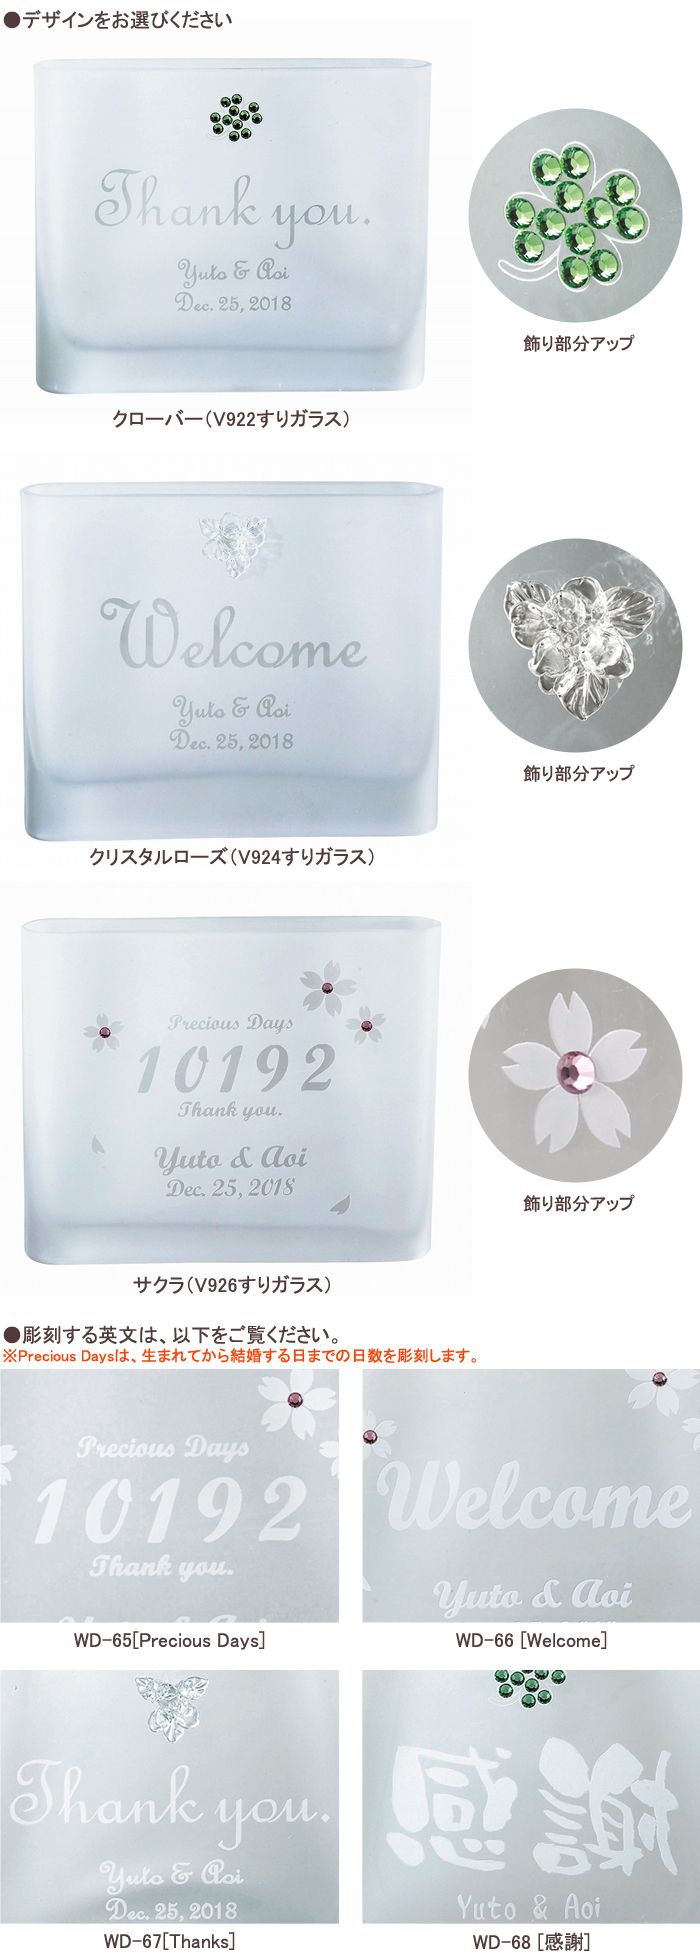 ●デザインをお選びください
Thank you.
Yuto & Aoi
Dec. 25, 2018
飾り部分アップ
クローバー（V922すりガラス）
Welcome
Yuto & Aoi
Dec. 25, 2018
飾り部分アップ
クリスタルローズ（V924すりガラス）
Precious Days
10192
Thank you.
Yuto & Aoi
Dec. 25, 2018
飾り部分アップ
サクラ（V926すりガラス）
●彫刻する英文は、以下をご覧ください。
※Precious Daysは、生まれてから結婚する日までの日数を彫刻します。
Precious Days
10192
Thank you.
Yuto & Aoi
WD-65[Precious Days]
Welcome
Yuto & Aoi
WD-66 [Welcome]
Thank you.
Yuto & Aoi
Dec. 25, 2018
WD-67[Thanks]
感謝
Yuto & Aoi
WD-68 [感謝]